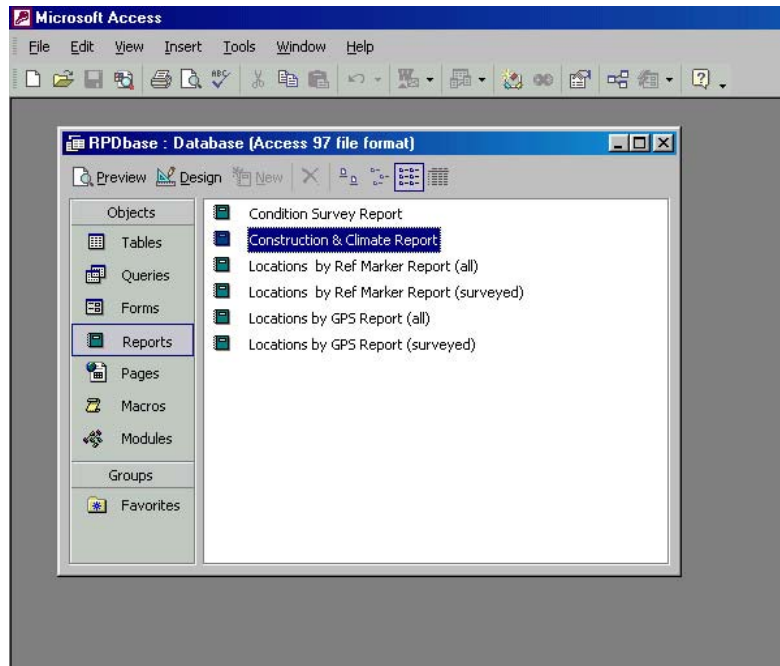 Microsoft Access
File Edit View Insert Tools Window Help
RPDbase : Database (Access 97 file format)
Preview Design New
Objects
Tables
Queries
Forms
Reports
Pages
Macros
Modules
Groups
Favorites
Condition Survey Report
Construction & Climate Report
Locations by Ref Marker Report (all)
Locations by Ref Marker Report (surveyed)
Locations by GPS Report (all)
Locations by GPS Report (surveyed)